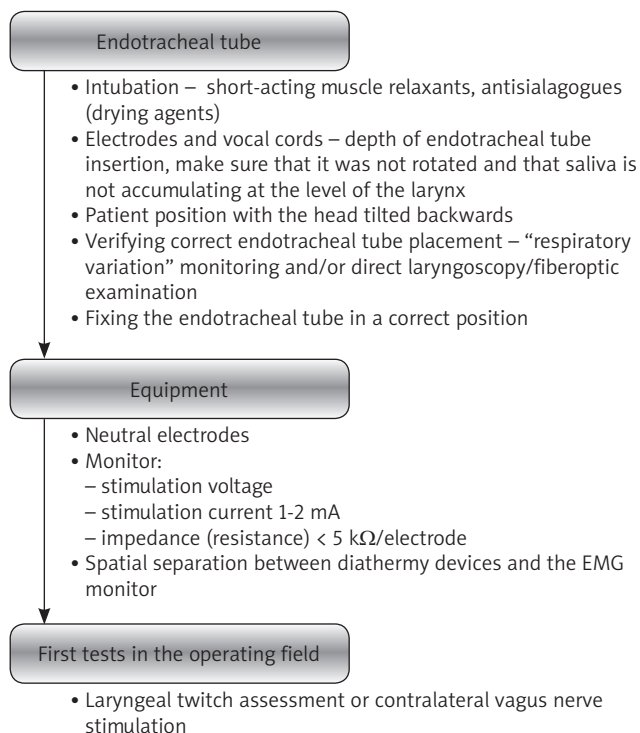 Endotracheal tube
• Intubation – short-acting muscle relaxants, antisialagogues
(drying agents)
• Electrodes and vocal cords – depth of endotracheal tube
insertion, make sure that it was not rotated and that saliva is
not accumulating at the level of the larynx
• Patient position with the head tilted backwards
• Verifying correct endotracheal tube placement – “respiratory
variation” monitoring and/or direct laryngoscopy/fiberoptic
examination
• Fixing the endotracheal tube in a correct position
Equipment
• Neutral electrodes
• Monitor:
– stimulation voltage
– stimulation current 1-2 mA
– impedance (resistance) < 5 kΩ/electrode
• Spatial separation between diathermy devices and the EMG
monitor
First tests in the operating field
• Laryngeal twitch assessment or contralateral vagus nerve
stimulation